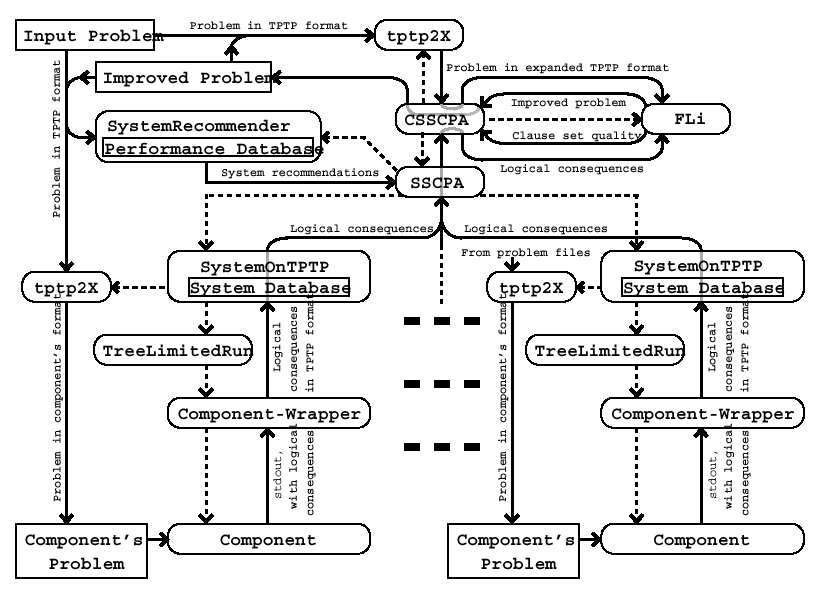 Input Problem
Problem in TPTP format
tptp2X
Improved Problem
Problem in expanded TPTP format
Problem in TPTP format
Improved problem
CSSCPA
FLi
SystemRecommender
Performance Database
Clause set quality
Logical consequences
System recommendations
SSCPA
Logical consequences
Logical consequences
From problem files
SystemOnTPTP
System Database
tptp2X
SystemOnTPTP
System Database
tptp2X
TreeLimitedRun
Logical
consequences
in TPTP format
TreeLimitedRun
Logical
consequences
in TPTP format
Problem in component's format
Component-Wrapper
Problem in component's format
Component-Wrapper
stdout,
with logical
consequences
stdout,
with logical
consequences
Component's
Problem
Component
Component's
Problem
Component